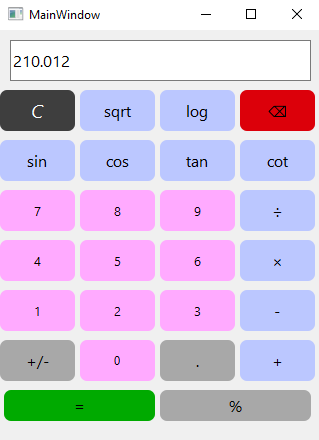 MainWindow
210.012
C sqrt log ⌫
sin cos tan cot
7 8 9 ÷
4 5 6 ×
1 2 3 -
+/- 0 . +
= %